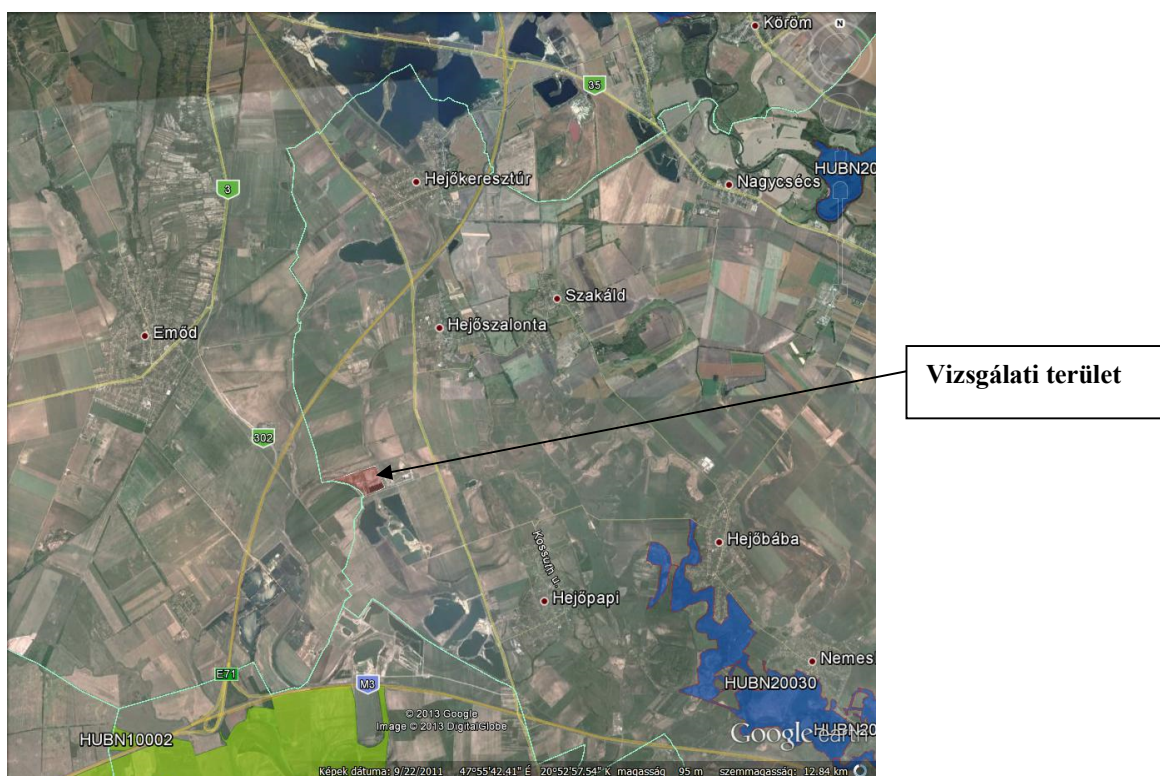 Köröm
N
35
HUBN20
Hejőkeresztúr
Nagycsécs
3
Szakáld
Hejőszalonta
Emőd
Vizsgálati terület
302
Hejőbába
Kossuth u.
Hejőpapi
Nemes
E71
M3
HUBN20030
© 2013 Google
Image © 2013 DigitalGlobe
HUBN10002
Google earth
HUBN20
Képek dátuma: 9/22/2011 47°55'42.41" É 20°52'57.54" K magasság 95 m szemmagasság: 12.84 km